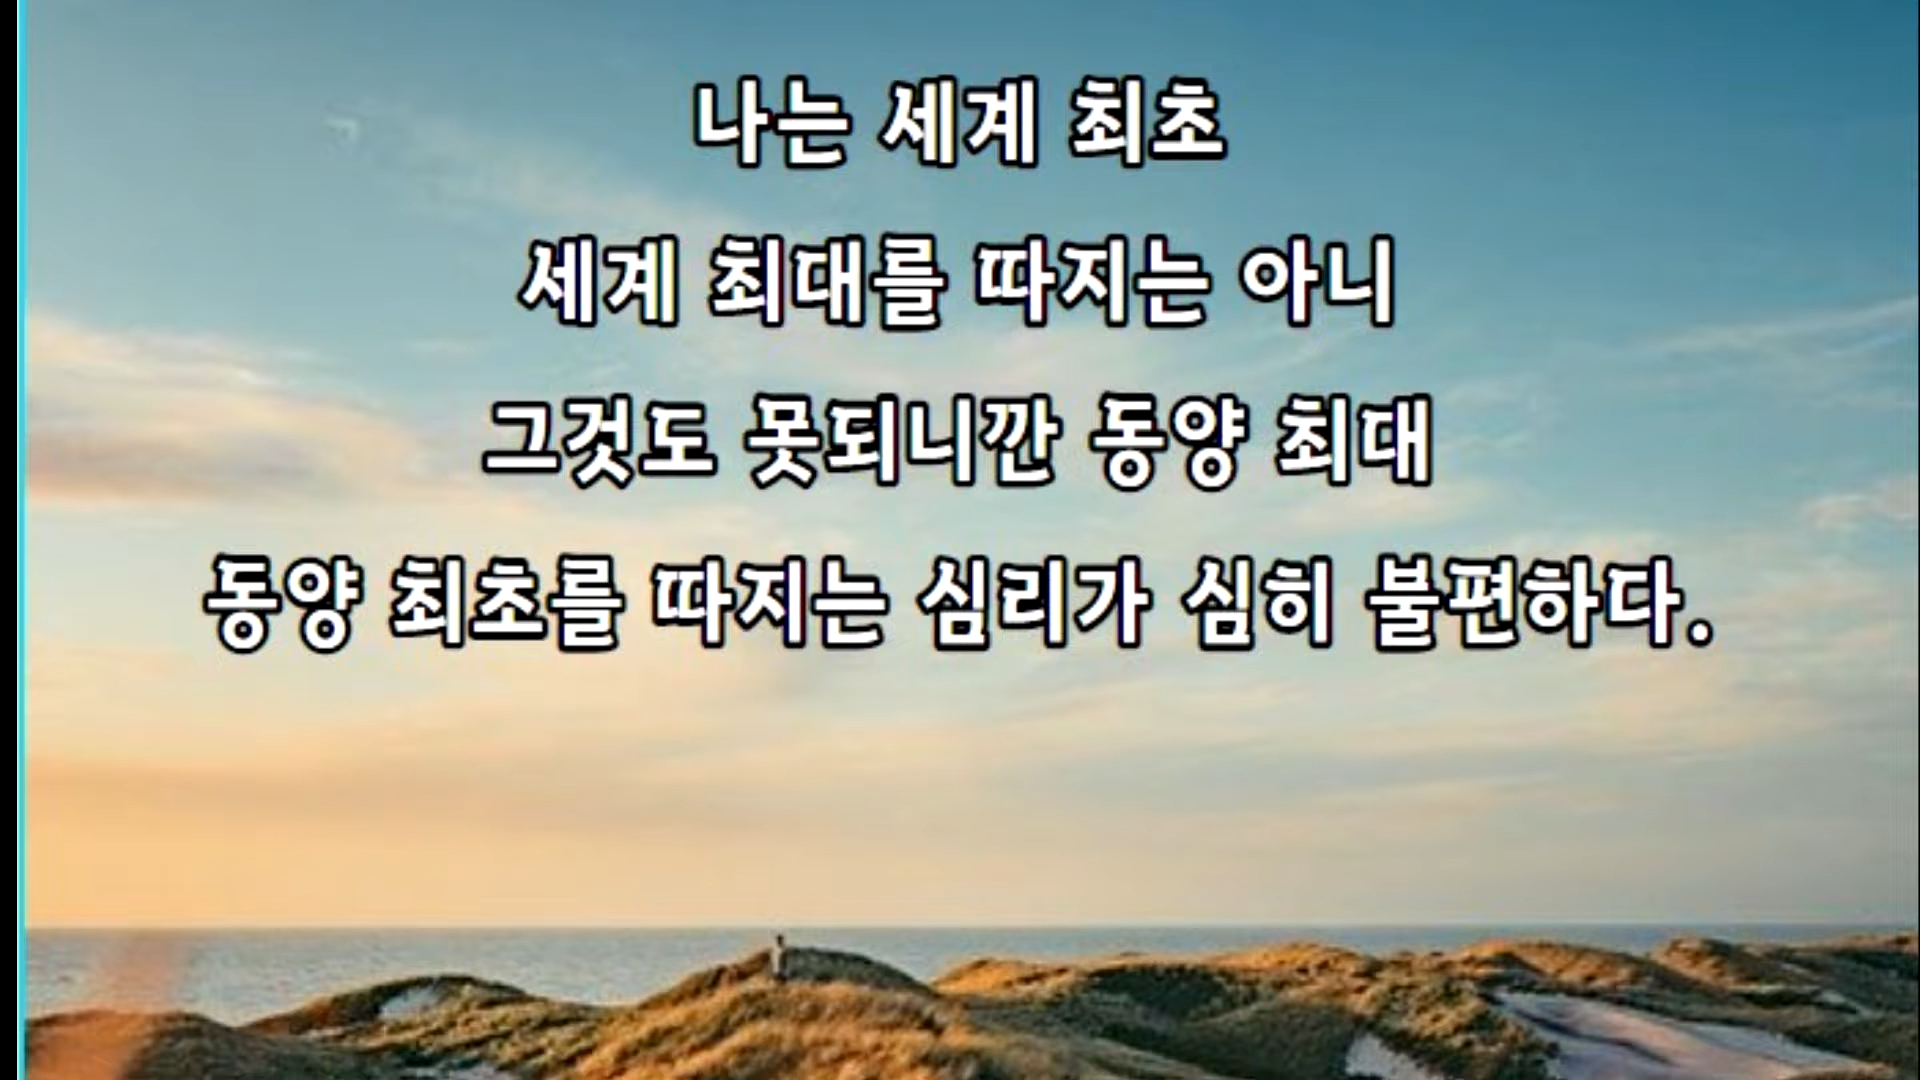 나는 세계 최초
세계 최대를 따지는 아니
그것도 못되니깐 동양 최대
동양 최초를 따지는 심리가 심히 불편하다.